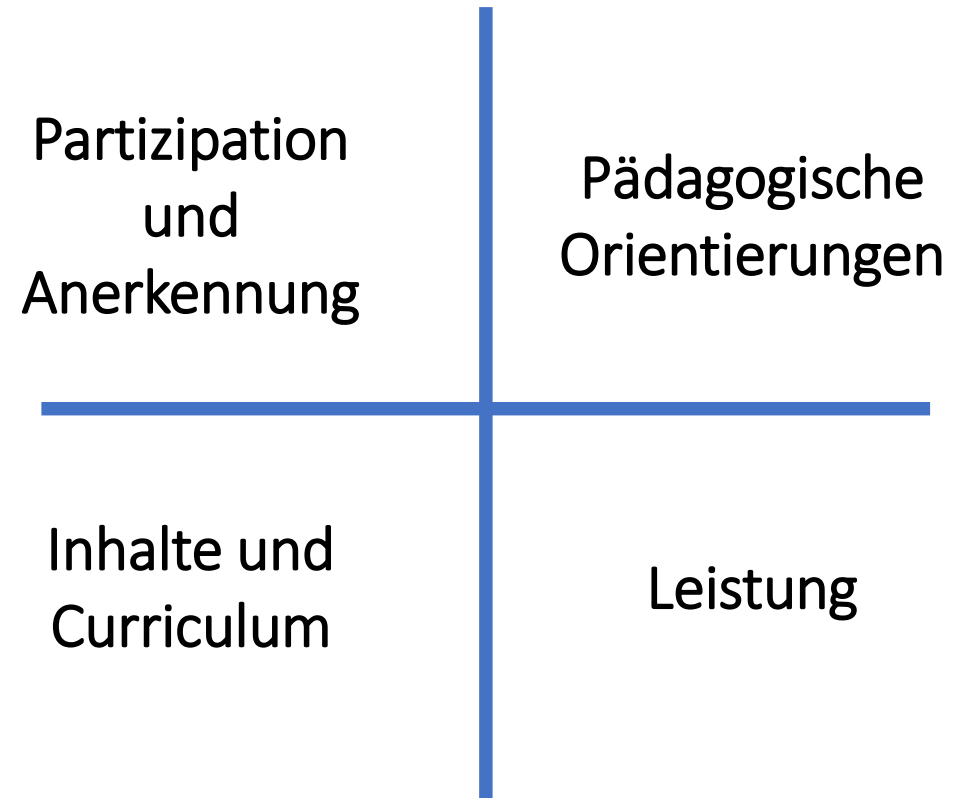 Partizipation
und
Anerkennung
Pädagogische
Orientierungen
Inhalte und
Curriculum
Leistung